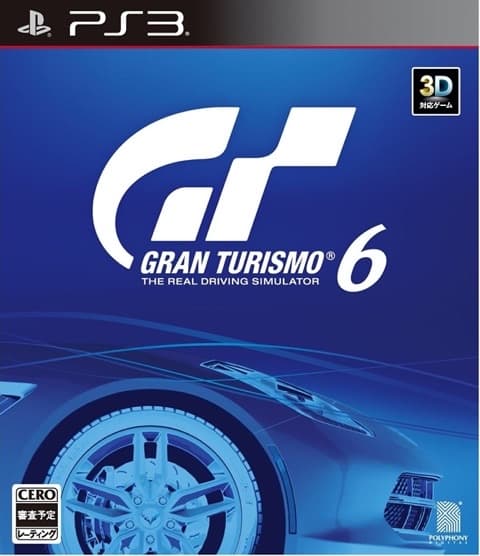 PS3
3D
対応ゲーム
GT
GRAN TURISMO® 6
THE REAL DRIVING SIMULATOR
CERO
審査予定
レーティング
POLYPHONY
DIGITAL